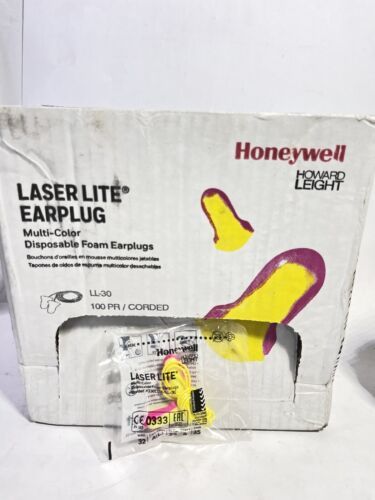 Honeywell
HOWARD
LEIGHT
LASER LITE®
EARPLUG
Multi-Color
Disposable Foam Earplugs
Bouchons d'oreilles en mousse multicolores jetables
Tapones de oídos de espuma multicolor desechables
LL-30
100 PR / CORDED
Honeywell
LASER LITE®
CE 0333 EAC